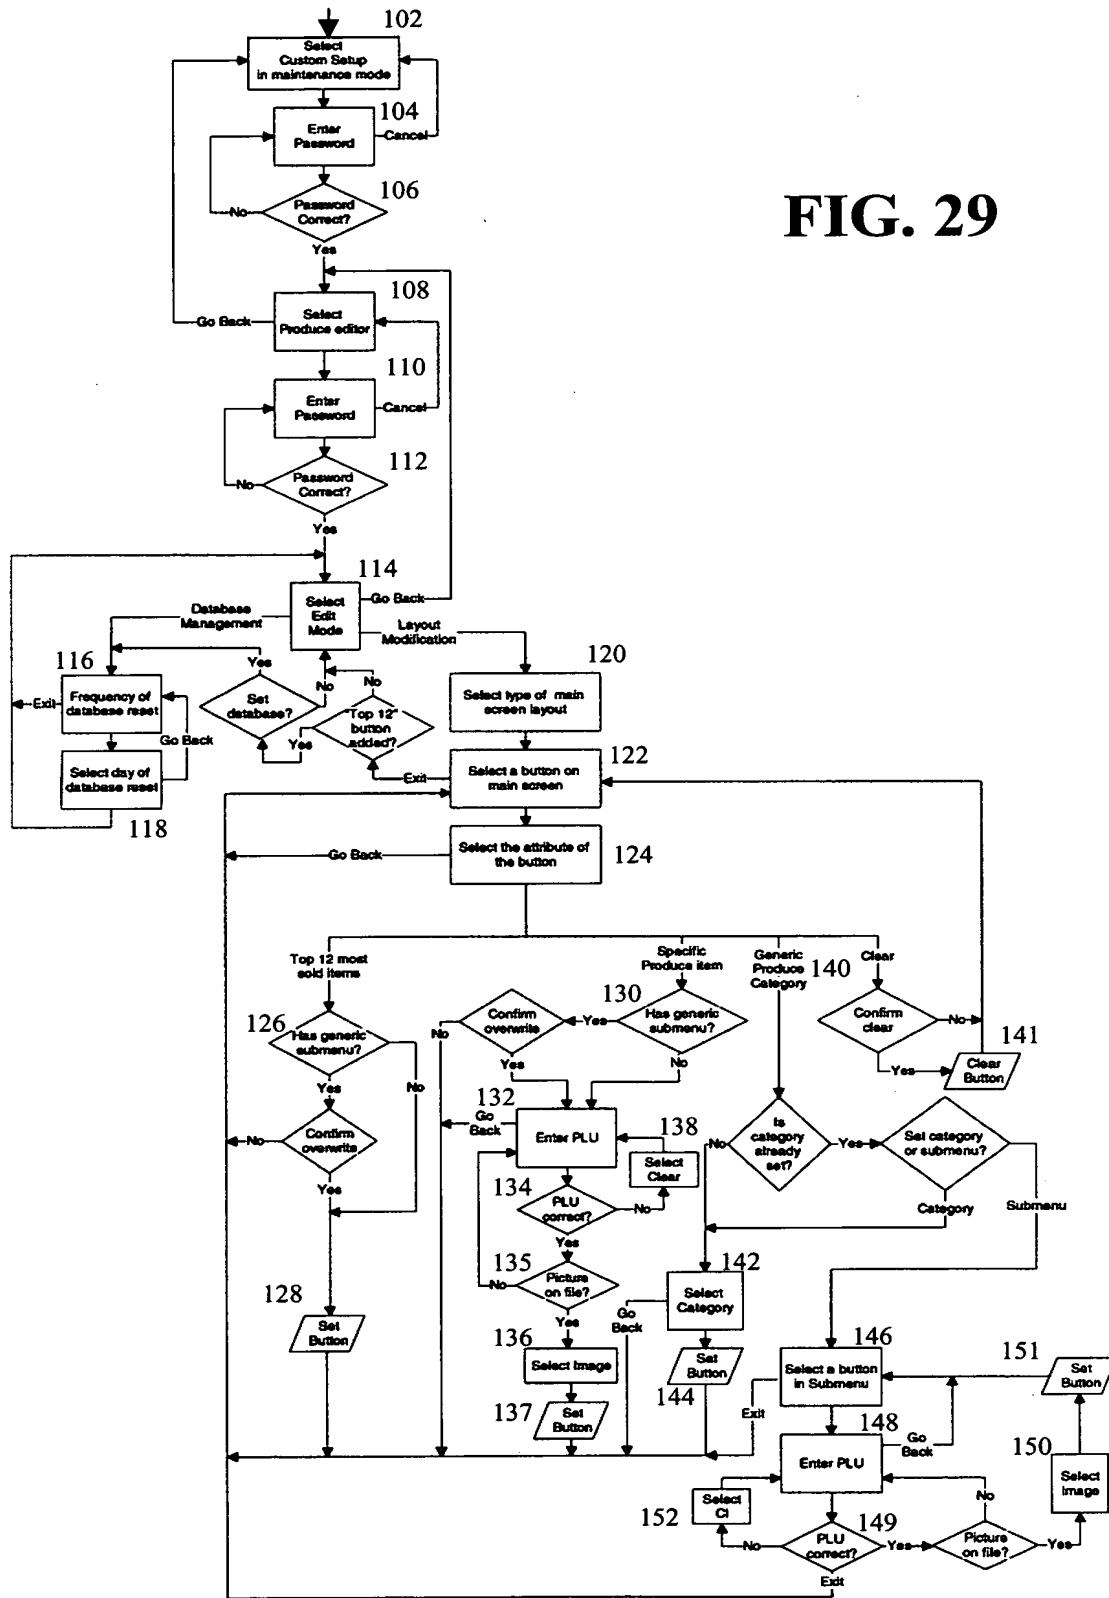 102
Select
Custom Setup
in maintenance mode
104
Enter
Password
Cancel
106
Password
Correct?
No
Yes
FIG. 29
108
Select
Produce editor
Go Back
110
Enter
Password
Cancel
112
Password
Correct?
No
Yes
114
Select
Edit
Mode
Go Back
Database
Management
Layout
Modification
116
Frequency of
database reset
Exit
Go Back
Select day of
database reset
118
Yes
Set
database?
No
No
"Top 12"
button
added?
Yes
120
Select type of main
screen layout
122
Select a button on
main screen
Exit
Select the attribute of
the button
124
Go Back
Top 12 most
sold items
126
Has generic
submenu?
No
Yes
Confirm
overwrite
No
Yes
128
Set
Button
Specific
Produce item
130
Has generic
submenu?
Yes
No
Confirm
overwrite
No
Yes
132
Go
Back
Enter PLU
138
Select
Clear
134
PLU
correct?
No
Yes
135
Picture
on file?
No
Yes
136
Select Image
137
Set
Button
Generic
Produce
Category
140
Is
category
already
set?
No
Yes
Set category
or submenu?
Category
Submenu
Clear
Confirm
clear
No
Yes
141
Clear
Button
142
Select
Category
Go
Back
Set
Button
144
146
Select a button
in Submenu
Exit
148
Go
Back
Enter PLU
Select
Cl
152
No
149
PLU
correct?
Yes
Exit
Picture
on file?
No
Yes
150
Select
Image
151
Set
Button